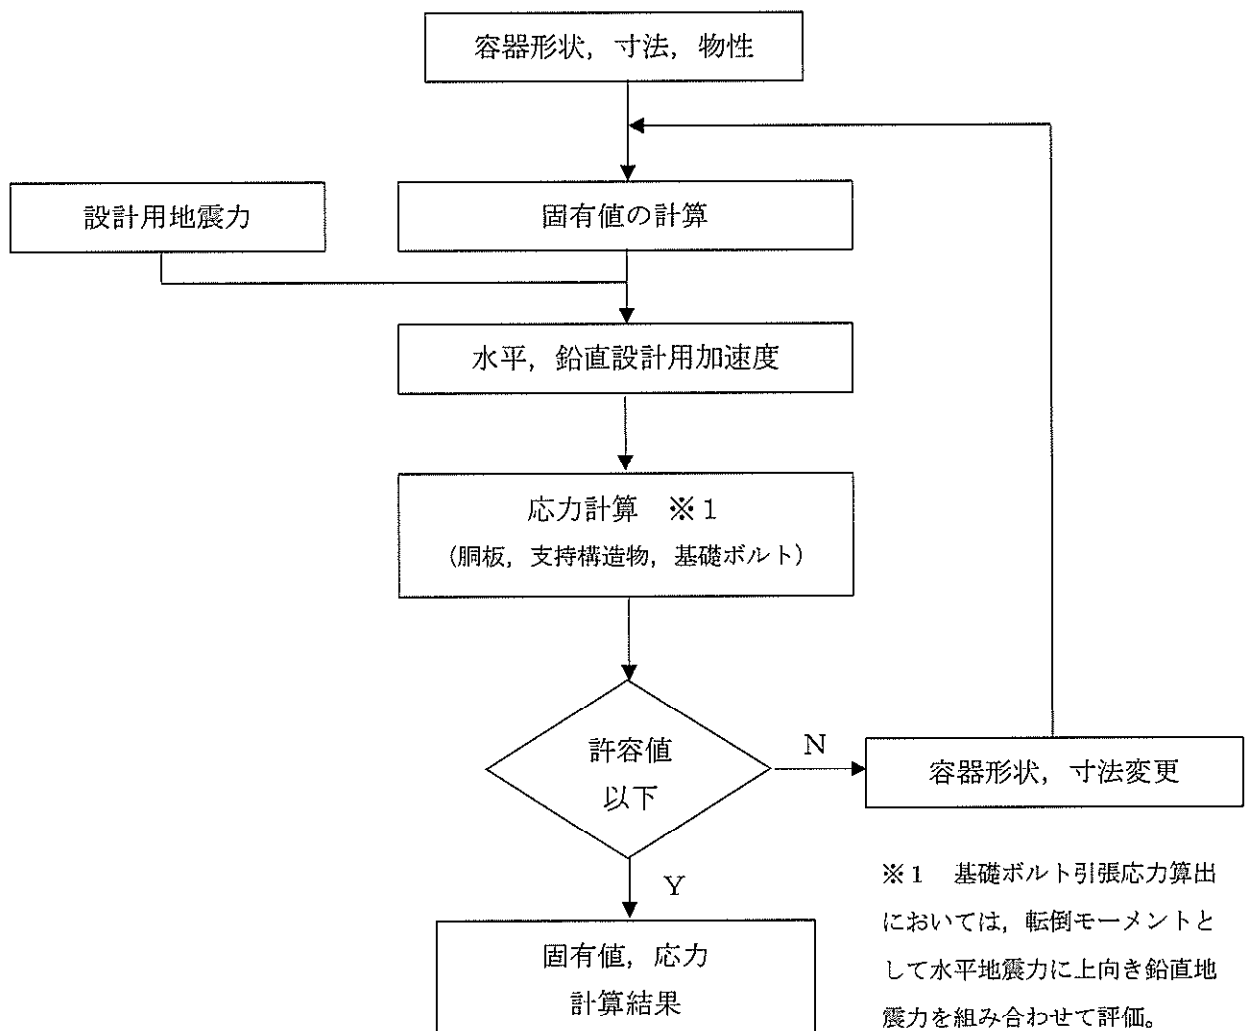 容器形状，寸法，物性
設計用地震力
固有値の計算
水平，鉛直設計用加速度
応力計算　※１
（胴板，支持構造物，基礎ボルト）
許容値
以下
N
容器形状，寸法変更
Y
固有値，応力
計算結果
※１　基礎ボルト引張応力算出
においては，転倒モーメントと
して水平地震力に上向き鉛直地
震力を組み合わせて評価。